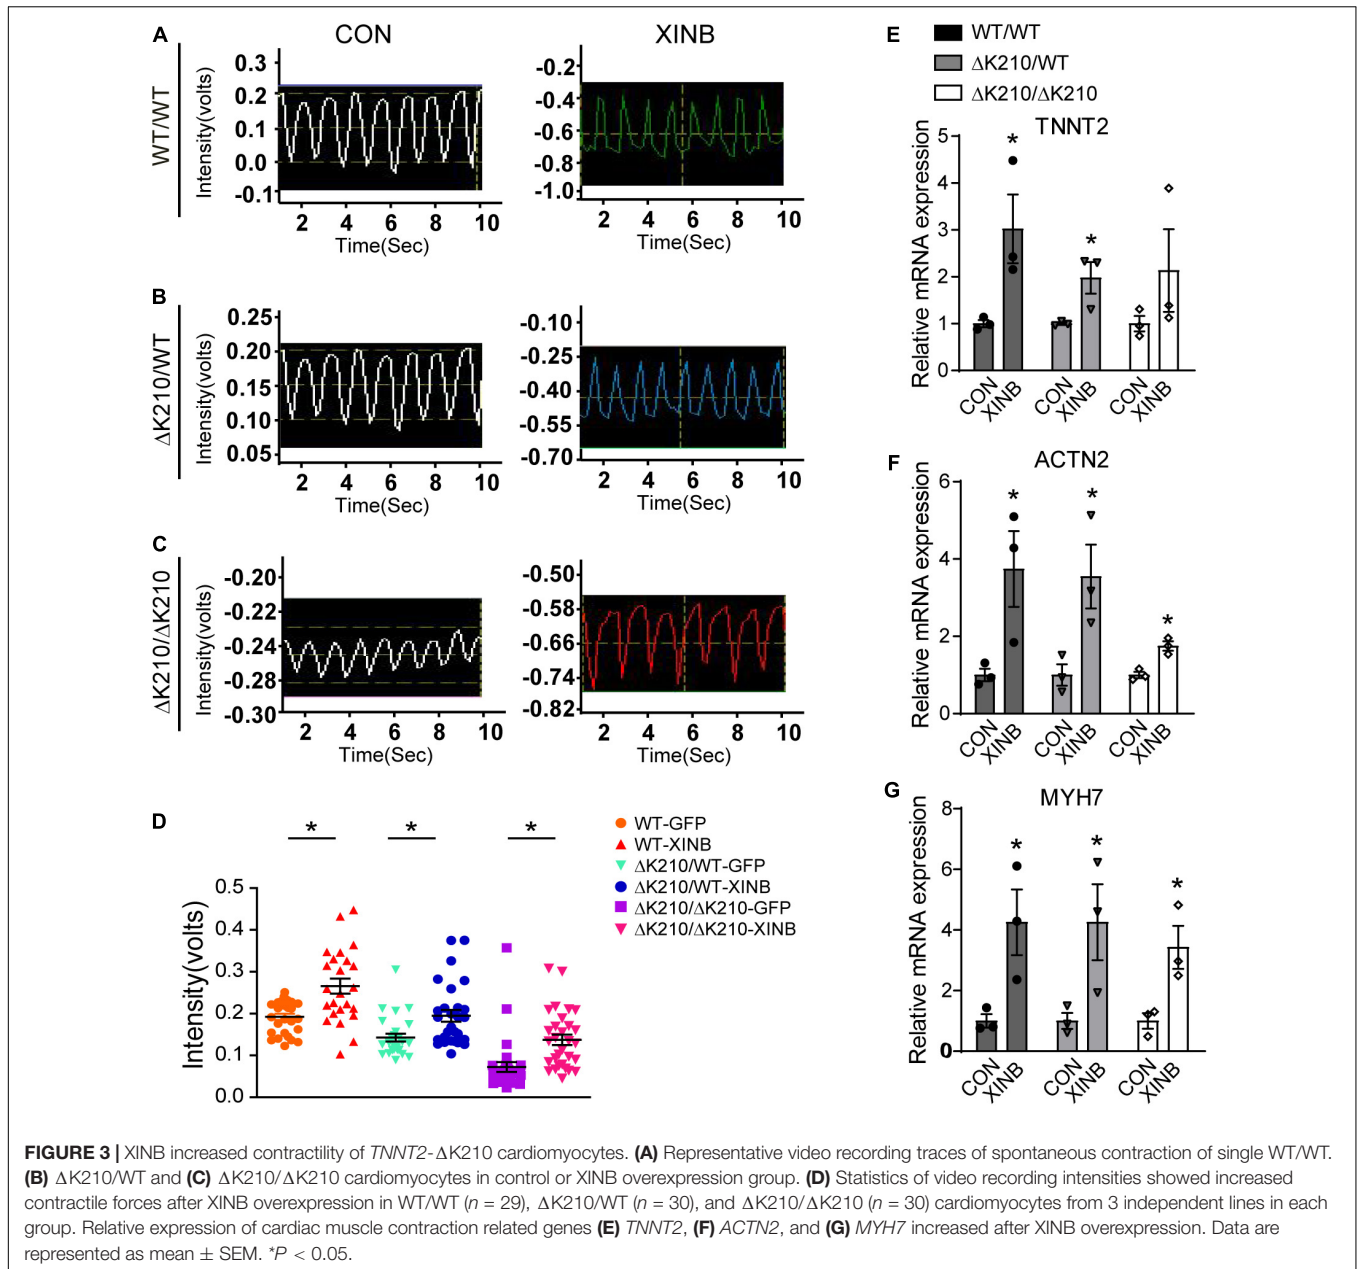 A
CON
XINB
WT/WT
Intensity(volts)
0.3
0.2
0.1
0.0
-0.1
2 4 6 8 10
Time(Sec)
-0.2
-0.4
-0.6
-0.8
-1.0
2 4 6 8 10
Time(Sec)
B
ΔK210/WT
Intensity(volts)
0.25
0.20
0.15
0.10
0.05
2 4 6 8 10
Time(Sec)
-0.10
-0.25
-0.40
-0.55
-0.70
2 4 6 8 10
Time(Sec)
C
ΔK210/ΔK210
Intensity(volts)
-0.20
-0.22
-0.24
-0.28
-0.30
2 4 6 8 10
Time(Sec)
-0.50
-0.58
-0.66
-0.74
-0.82
2 4 6 8 10
Time(Sec)
D
* * *
Intensity(volts)
0.5
0.4
0.3
0.2
0.1
0.0
WT-GFP
WT-XINB
ΔK210/WT-GFP
ΔK210/WT-XINB
ΔK210/ΔK210-GFP
ΔK210/ΔK210-XINB
E
WT/WT
ΔK210/WT
ΔK210/ΔK210
TNNT2
Relative mRNA expression
5
4
3
2
1
0
* *
CON XINB CON XINB CON XINB
F
ACTN2
Relative mRNA expression
6
4
2
0
* * *
CON XINB CON XINB CON XINB
G
MYH7
Relative mRNA expression
8
6
4
2
0
* * *
CON XINB CON XINB CON XINB
FIGURE 3 | XINB increased contractility of TNNT2-ΔK210 cardiomyocytes. (A) Representative video recording traces of spontaneous contraction of single WT/WT.
(B) ΔK210/WT and (C) ΔK210/ΔK210 cardiomyocytes in control or XINB overexpression group. (D) Statistics of video recording intensities showed increased
contractile forces after XINB overexpression in WT/WT (n = 29), ΔK210/WT (n = 30), and ΔK210/ΔK210 (n = 30) cardiomyocytes from 3 independent lines in each
group. Relative expression of cardiac muscle contraction related genes (E) TNNT2, (F) ACTN2, and (G) MYH7 increased after XINB overexpression. Data are
represented as mean ± SEM. *P < 0.05.